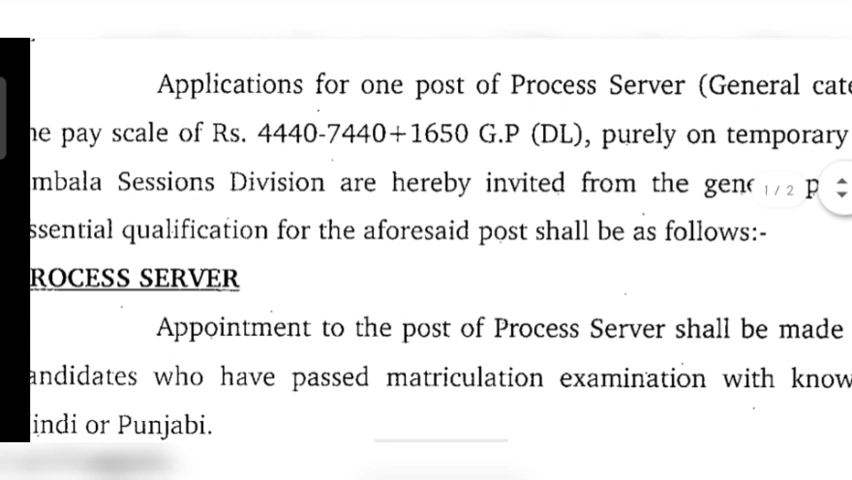 Applications for one post of Process Server (General cate
he pay scale of Rs. 4440-7440+1650 G.P (DL), purely on temporary
mbala Sessions Division are hereby invited from the gene 1 / 2 p
ssential qualification for the aforesaid post shall be as follows:-
ROCESS SERVER
Appointment to the post of Process Server shall be made
andidates who have passed matriculation examination with know
indi or Punjabi.